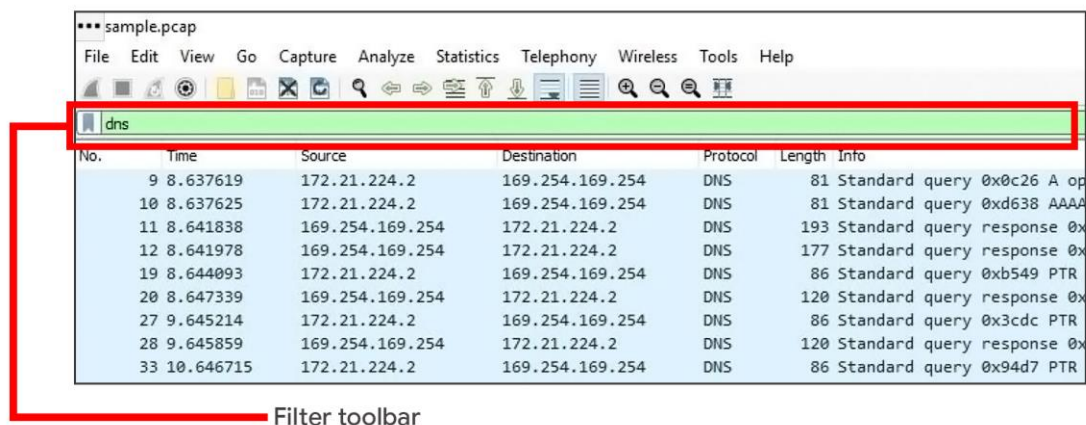 sample.pcap
File Edit View Go Capture Analyze Statistics Telephony Wireless Tools Help
dns
No. Time Source Destination Protocol Length Info
9 8.637619 172.21.224.2 169.254.169.254 DNS 81 Standard query 0x0c26 A op
10 8.637625 172.21.224.2 169.254.169.254 DNS 81 Standard query 0xd638 AAAA
11 8.641838 169.254.169.254 172.21.224.2 DNS 193 Standard query response 0x
12 8.641978 169.254.169.254 172.21.224.2 DNS 177 Standard query response 0x
19 8.644093 172.21.224.2 169.254.169.254 DNS 86 Standard query 0xb549 PTR
20 8.647339 169.254.169.254 172.21.224.2 DNS 120 Standard query response 0x
27 9.645214 172.21.224.2 169.254.169.254 DNS 86 Standard query 0x3cdc PTR
28 9.645859 169.254.169.254 172.21.224.2 DNS 120 Standard query response 0x
33 10.646715 172.21.224.2 169.254.169.254 DNS 86 Standard query 0x94d7 PTR
Filter toolbar